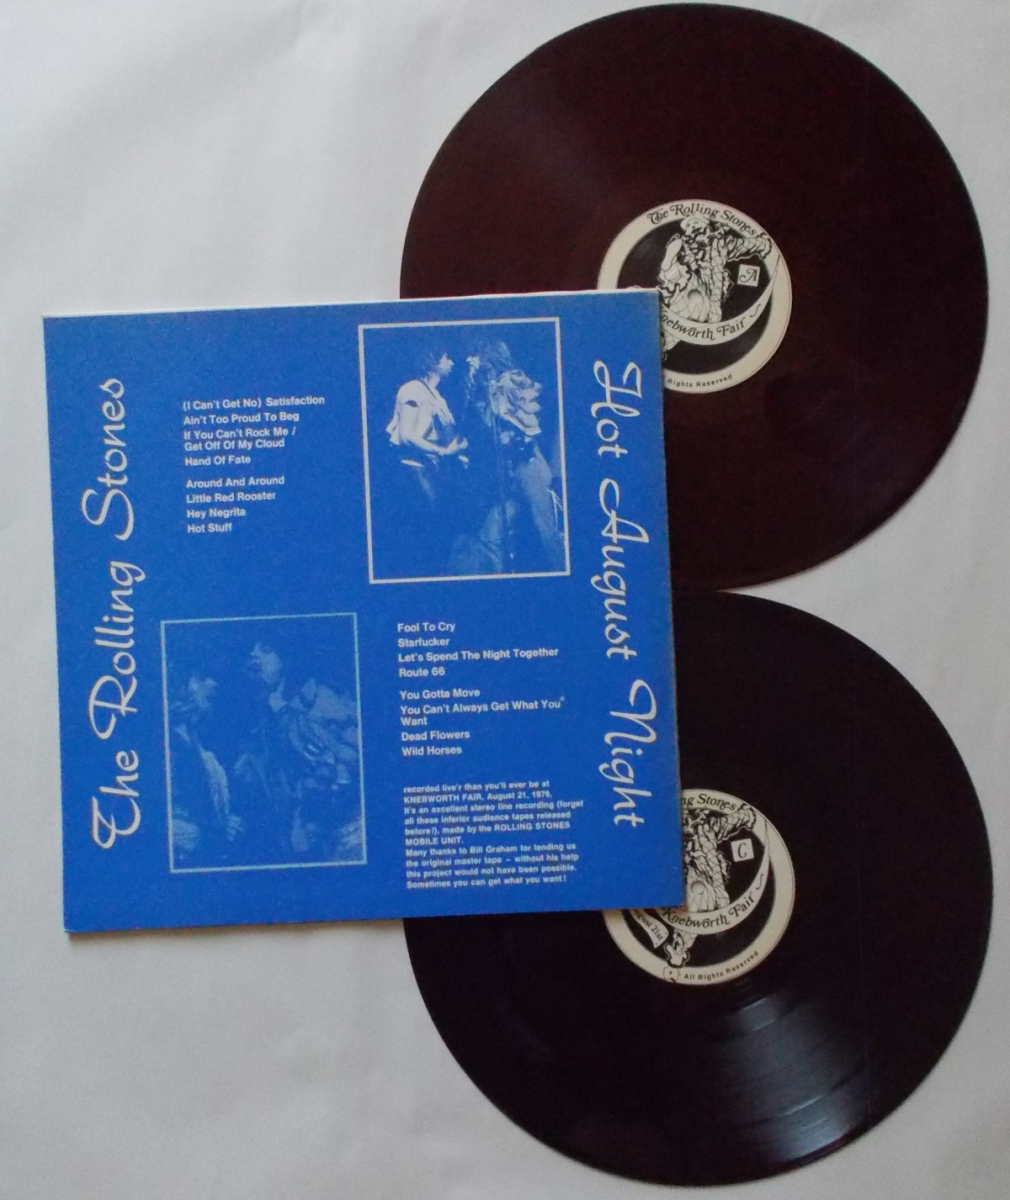 The Rolling Stones
(I Can't Get No) Satisfaction
Ain't Too Proud To Beg
If You Can't Rock Me /
Get Off Of My Cloud
Hand Of Fate
Around And Around
Little Red Rooster
Hey Negrita
Hot Stuff
Fool To Cry
Starfucker
Let's Spend The Night Together
Route 66
You Gotta Move
You Can't Always Get What You
Want
Dead Flowers
Wild Horses
recorded live'r than you'll ever be at
KNEBWORTH FAIR, August 21, 1976.
It's an excellent stereo line recording (forget
all these inferior audience tapes released
before!), made by the ROLLING STONES
MOBILE UNIT.
Many thanks to Bill Graham for lending us
the original master tape – without his help
this project would not have been possible.
Sometimes you can get what you want!
Hot August Night
The Rolling Stones
A
Knebworth Fair
Rights Reserved
ng Stones
C
Knebworth Fair
21st
All Rights Reserved